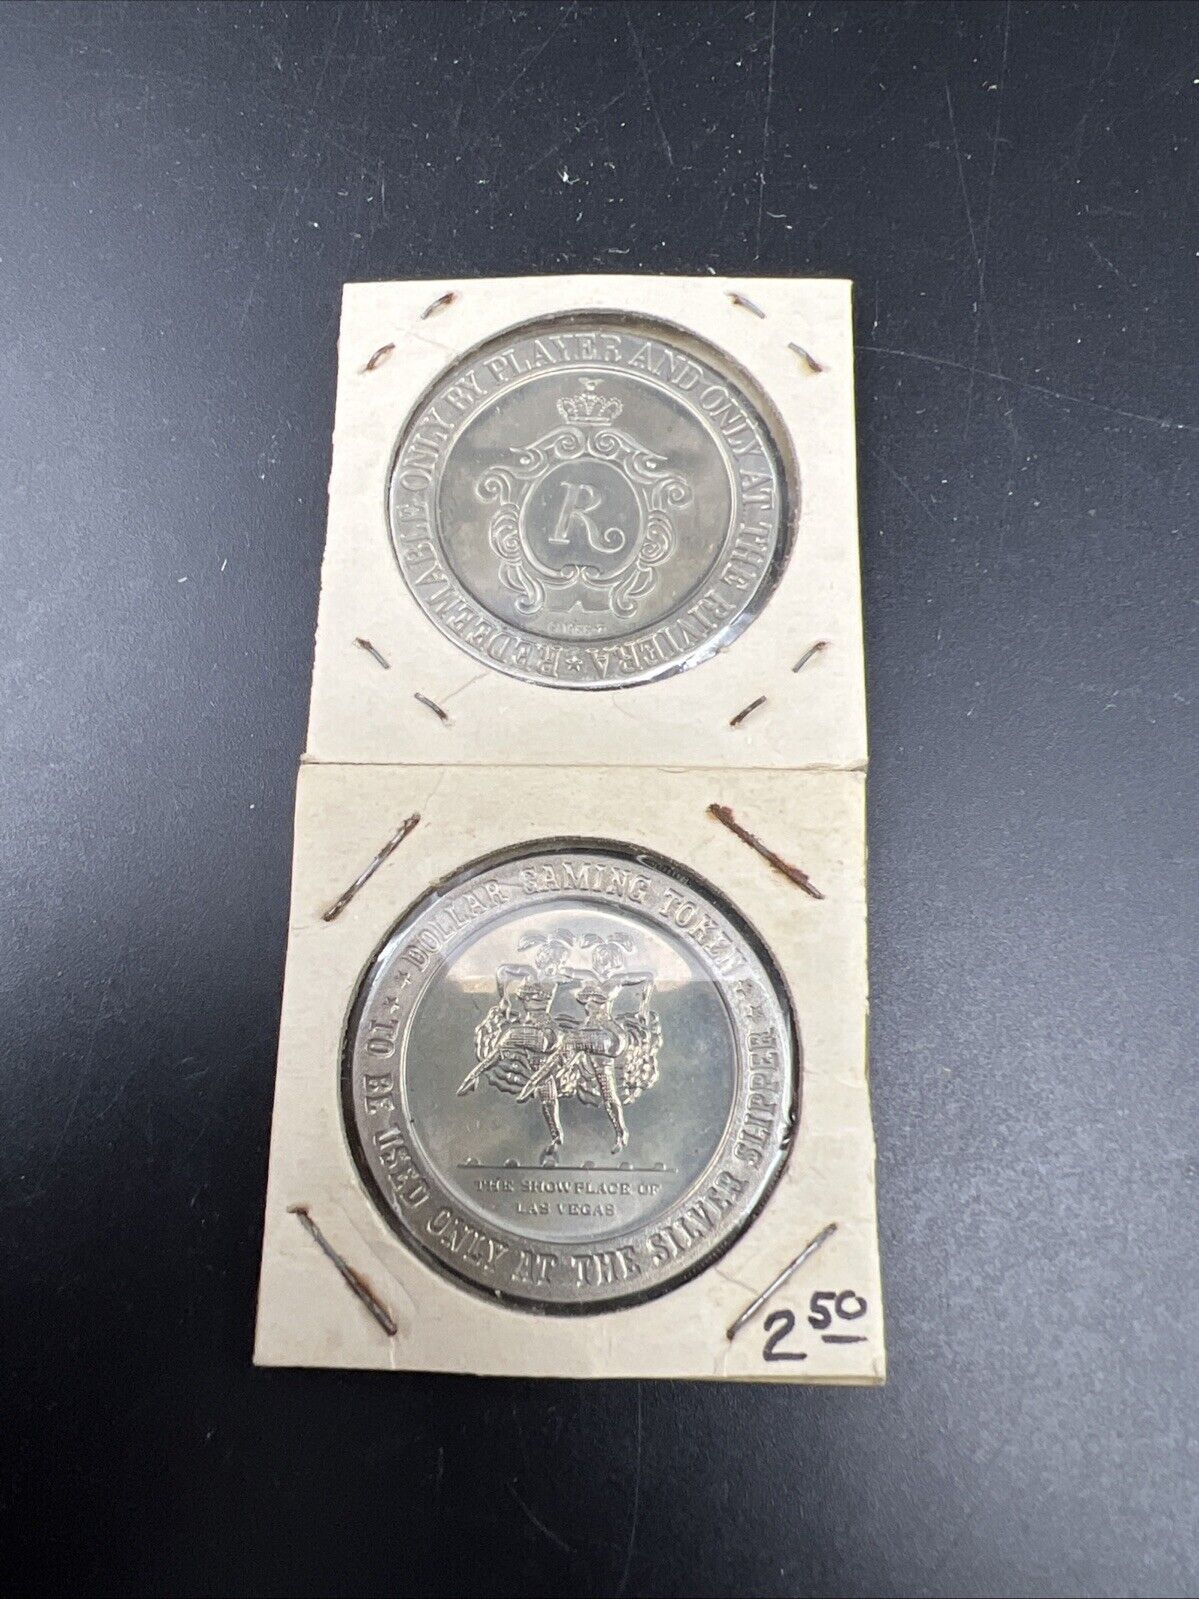 REDEEMABLE ONLY BY PLAYER AND ONLY AT THE RIVIERA
R
DOLLAR GAMING TOKEN
TO BE USED ONLY AT THE SILVER SLIPPER
THE SHOWPLACE OF
LAS VEGAS
2 50